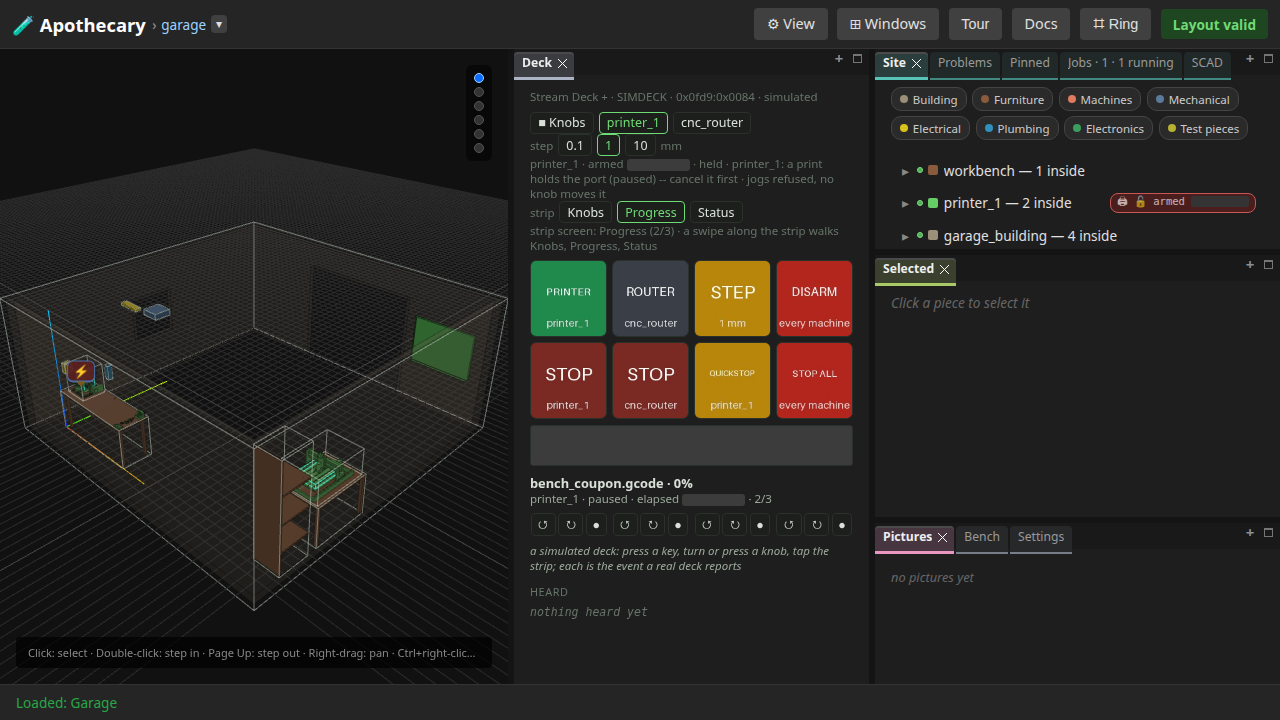 Apothecary › garage ▾
⚙ View
⊞ Windows
Tour
Docs
⌗ Ring
Layout valid
Deck
Stream Deck + · SIMDECK · 0x0fd9:0x0084 · simulated
■ Knobs
printer_1
cnc_router
step 0.1 1 10 mm
printer_1 · armed · held · printer_1: a print
holds the port (paused) -- cancel it first · jogs refused, no
knob moves it
strip Knobs Progress Status
strip screen: Progress (2/3) · a swipe along the strip walks
Knobs, Progress, Status
PRINTER
printer_1
ROUTER
cnc_router
STEP
1 mm
DISARM
every machine
STOP
printer_1
STOP
cnc_router
QUICKSTOP
printer_1
STOP ALL
every machine
bench_coupon.gcode · 0%
printer_1 · paused · elapsed · 2/3
a simulated deck: press a key, turn or press a knob, tap the
strip; each is the event a real deck reports
HEARD
nothing heard yet
Site
Problems
Pinned
Jobs · 1 · 1 running
SCAD
Building
Furniture
Machines
Mechanical
Electrical
Plumbing
Electronics
Test pieces
workbench — 1 inside
printer_1 — 2 inside
armed
garage_building — 4 inside
Selected
Click a piece to select it
Pictures
Bench
Settings
no pictures yet
Click: select · Double-click: step in · Page Up: step out · Right-drag: pan · Ctrl+right-clic...
Loaded: Garage